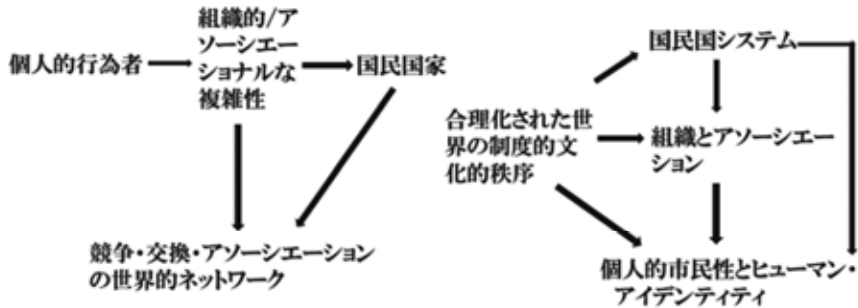 個人的行為者
組織的/ア
ソーシエー
ショナルな
複雑性
国民国家
競争・交換・アソーシエーション
の世界的ネットワーク
国民国システム
合理化された世
界の制度的文
化的秩序
組織とアソーシエー
ション
個人的市民性とヒューマン・
アイデンティティ